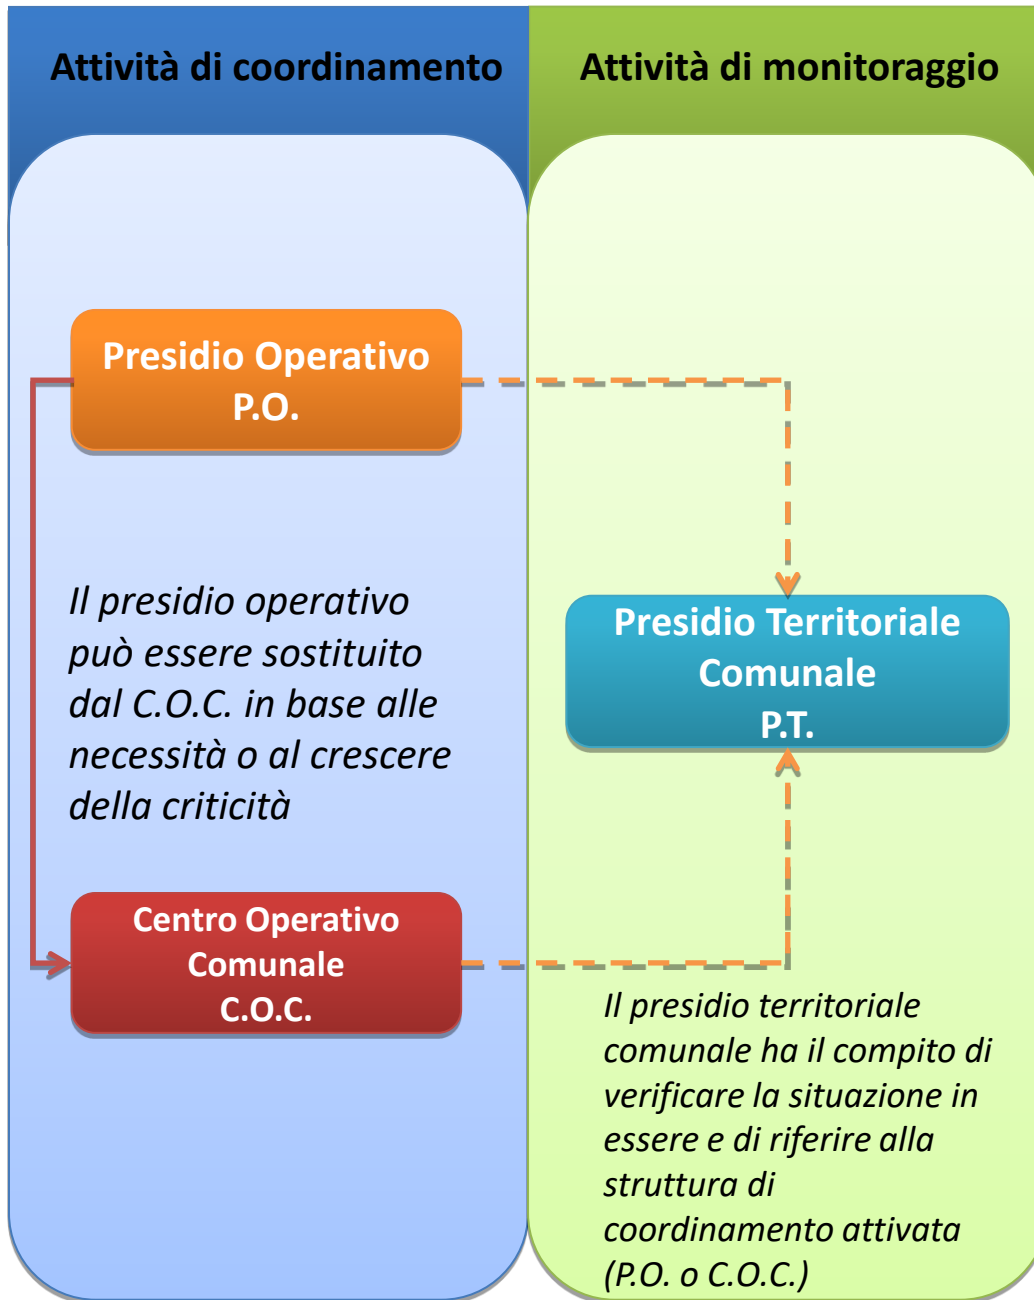 Attività di coordinamento
Attività di monitoraggio
Presidio Operativo
P.O.
Il presidio operativo
può essere sostituito
dal C.O.C. in base alle
necessità o al crescere
della criticità
Centro Operativo
Comunale
C.O.C.
Presidio Territoriale
Comunale
P.T.
Il presidio territoriale
comunale ha il compito di
verificare la situazione in
essere e di riferire alla
struttura di
coordinamento attivata
(P.O. o C.O.C.)